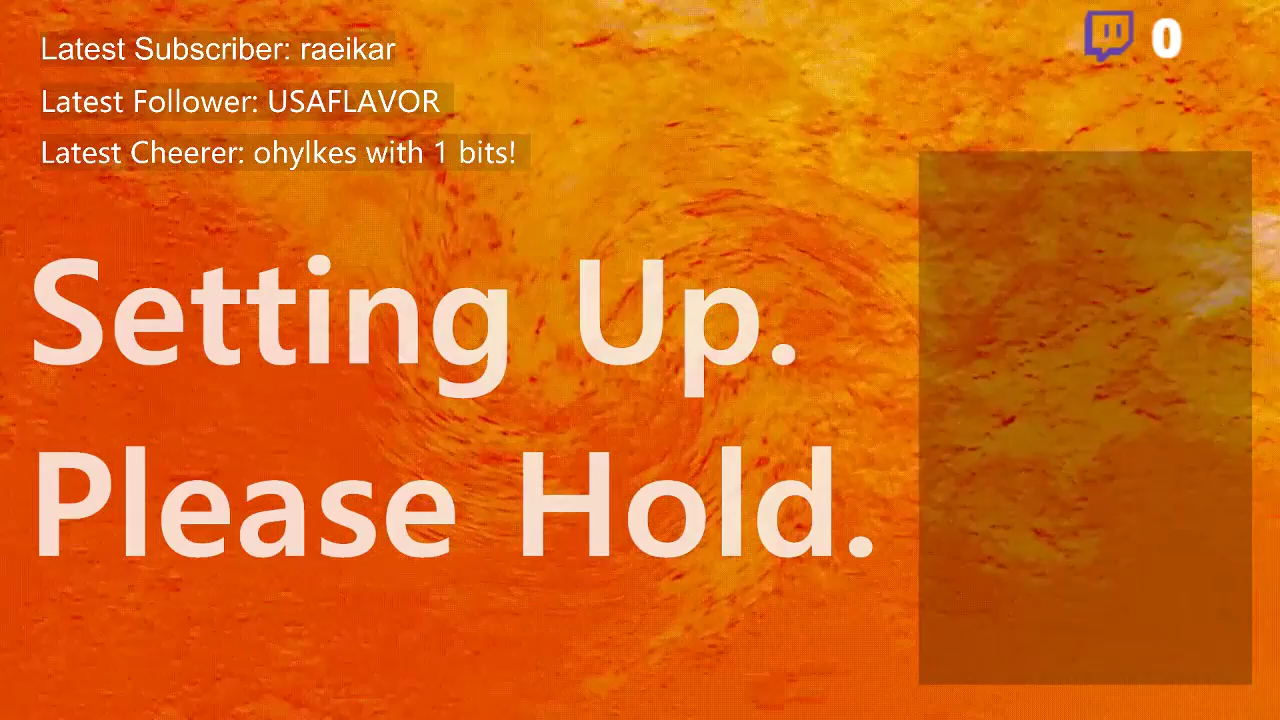 Latest Subscriber: raeikar
0
Latest Follower: USAFLAVOR
Latest Cheerer: ohylkes with 1 bits!
Setting Up.
Please Hold.